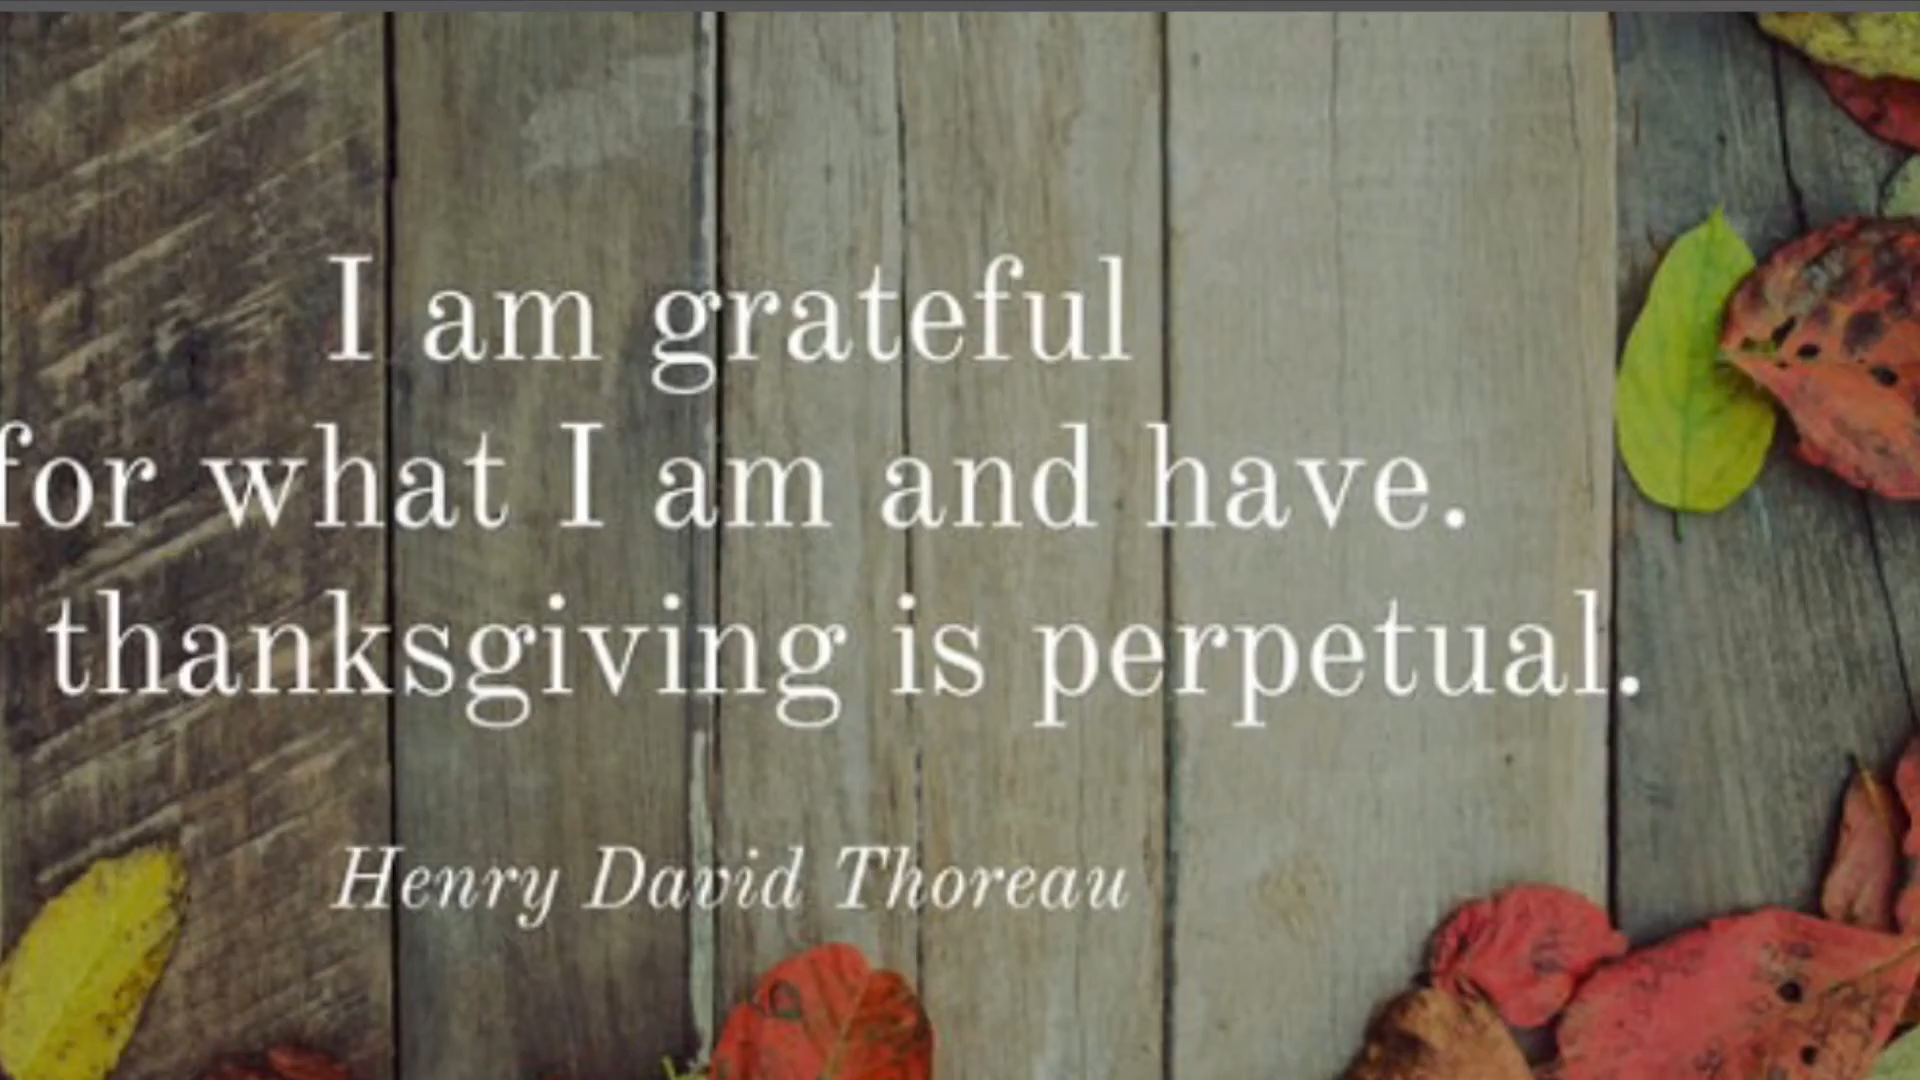 I am grateful
for what I am and have.
thanksgiving is perpetual.
Henry David Thoreau